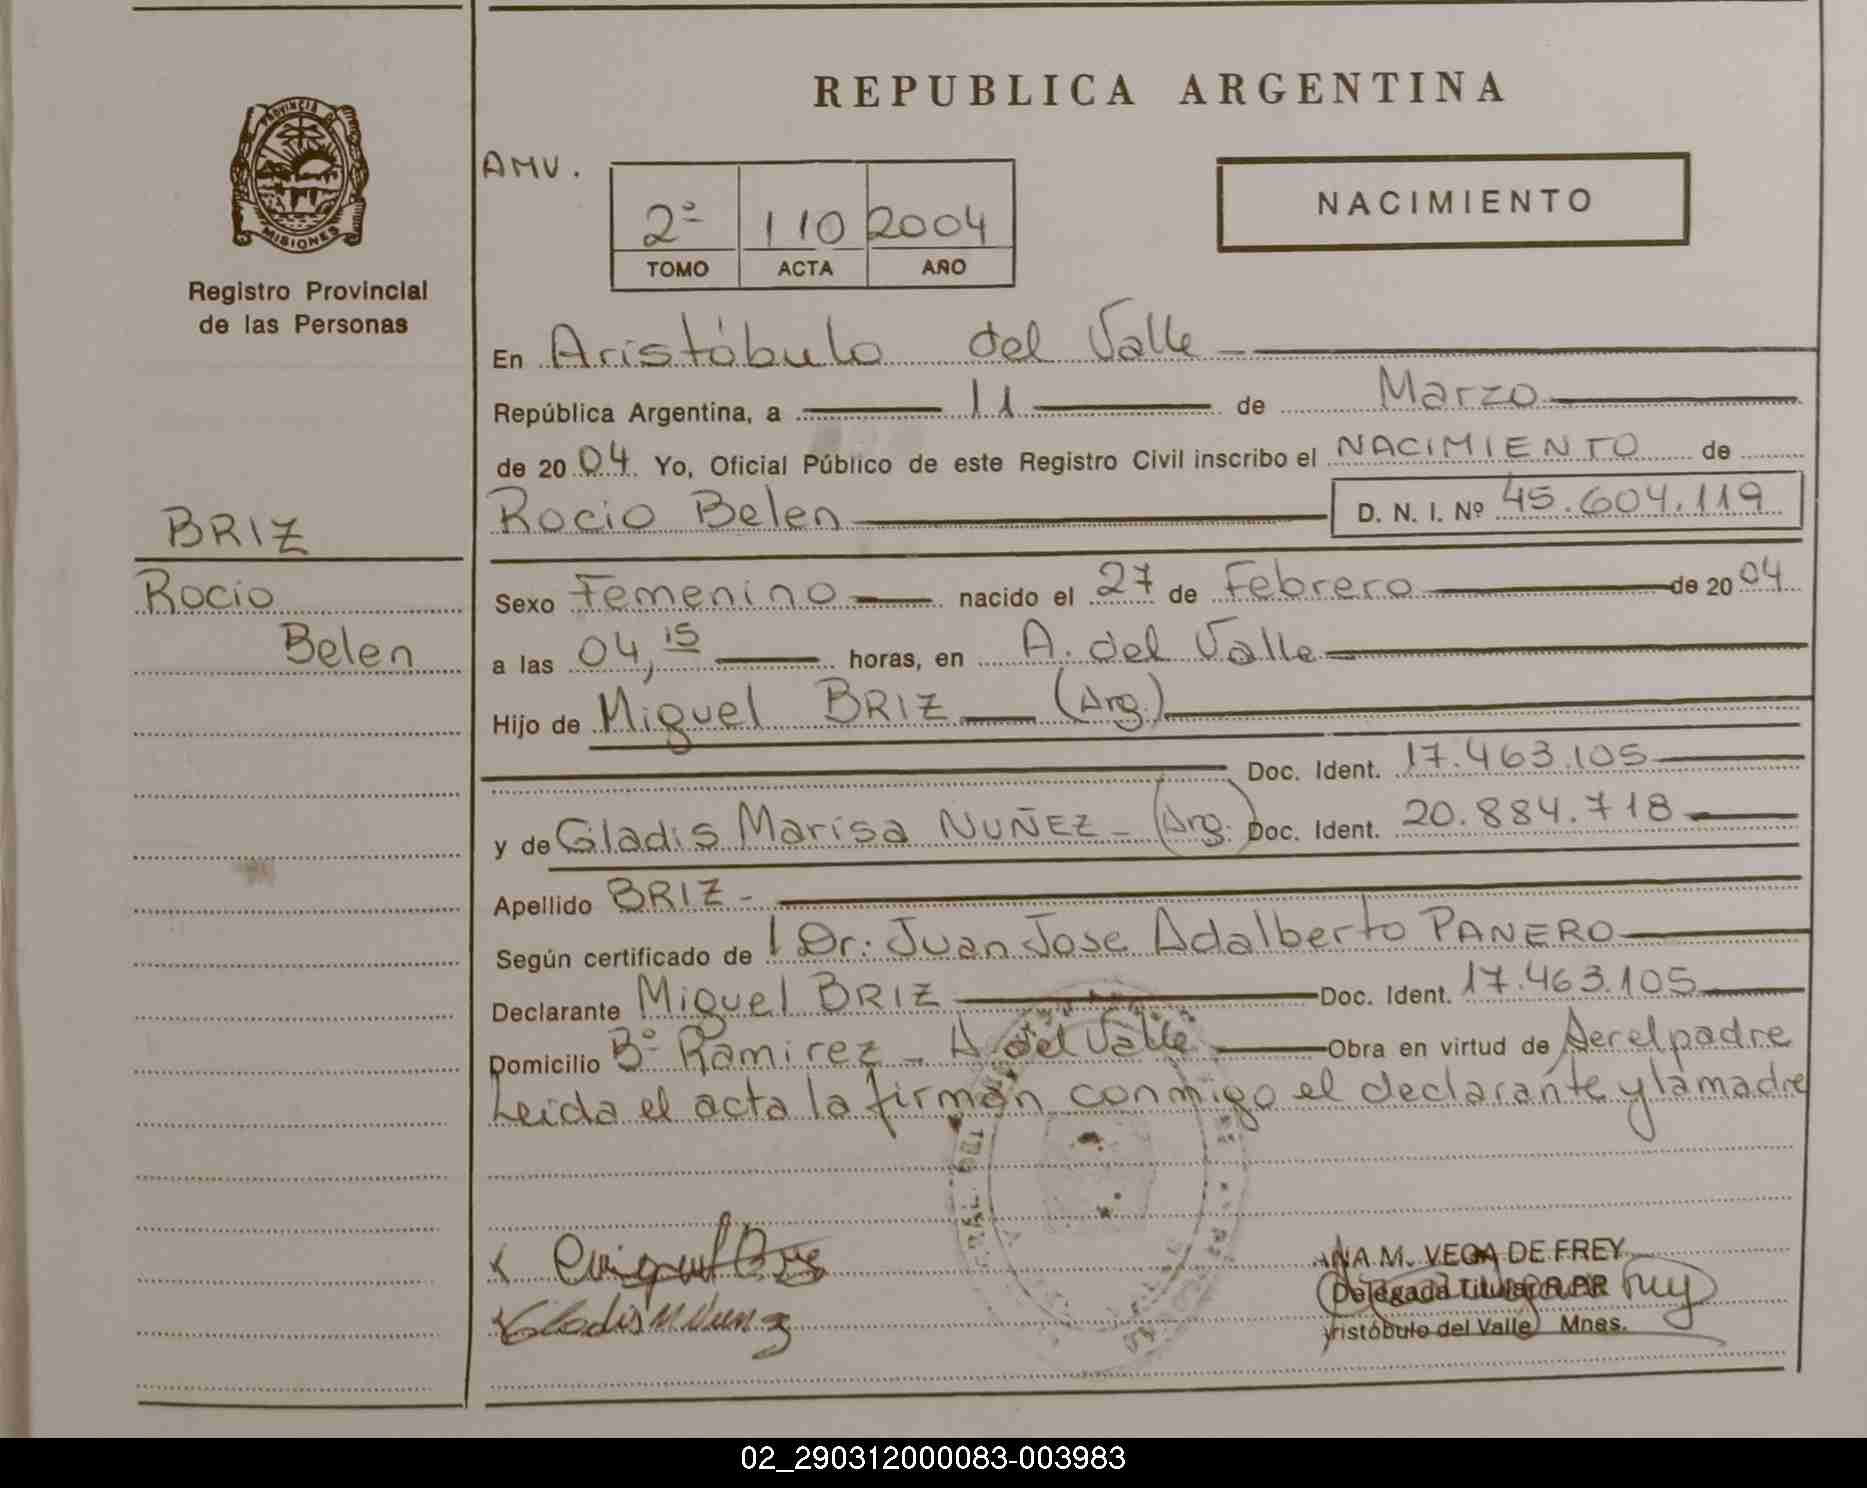 REPUBLICA ARGENTINA
PROVINCIA DE
MISIONES
Registro Provincial
de las Personas
AMV.
2º 110 2004
TOMO ACTA AÑO
NACIMIENTO
En Aristóbulo del Valle
República Argentina, a 11 de Marzo
de 2004 Yo, Oficial Público de este Registro Civil inscribo el NACIMIENTO de
Rocio Belen D. N. I. Nº 45.604.119
BRIZ
Rocio
Belen
Sexo Femenino nacido el 27 de Febrero de 2004
a las 04,15 horas, en A. del Valle
Hijo de Miguel BRIZ (Arg.)
Doc. Ident. 17.463.105
y de Gladis Marisa NUÑEZ - (Arg.) Doc. Ident. 20.884.718
Apellido BRIZ -
Según certificado de Dr. Juan Jose Adalberto PANERO
Declarante Miguel BRIZ Doc. Ident. 17.463.105
Domicilio Bº Ramirez - A. del Valle Obra en virtud de Ser el padre
Leida el acta la firman conmigo el declarante y la madre
Gladis M Nuñez
ANA M. VEGA DE FREY
Delegada Titular R.P.P.
Aristóbulo del Valle Mnes.
02_290312000083-003983